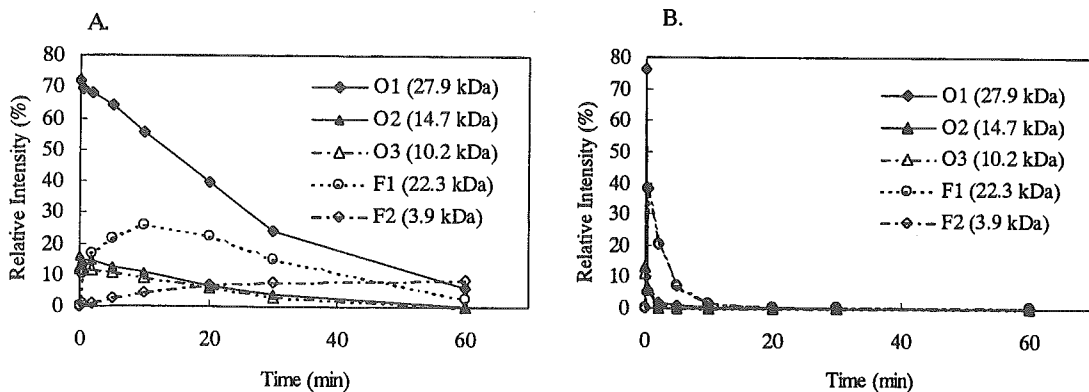 A.
Relative Intensity (%)
80
70
60
50
40
30
20
10
0
0
20
40
60
Time (min)
O1 (27.9 kDa)
O2 (14.7 kDa)
O3 (10.2 kDa)
F1 (22.3 kDa)
F2 (3.9 kDa)
B.
Relative Intensity (%)
80
70
60
50
40
30
20
10
0
0
20
40
60
Time (min)
O1 (27.9 kDa)
O2 (14.7 kDa)
O3 (10.2 kDa)
F1 (22.3 kDa)
F2 (3.9 kDa)